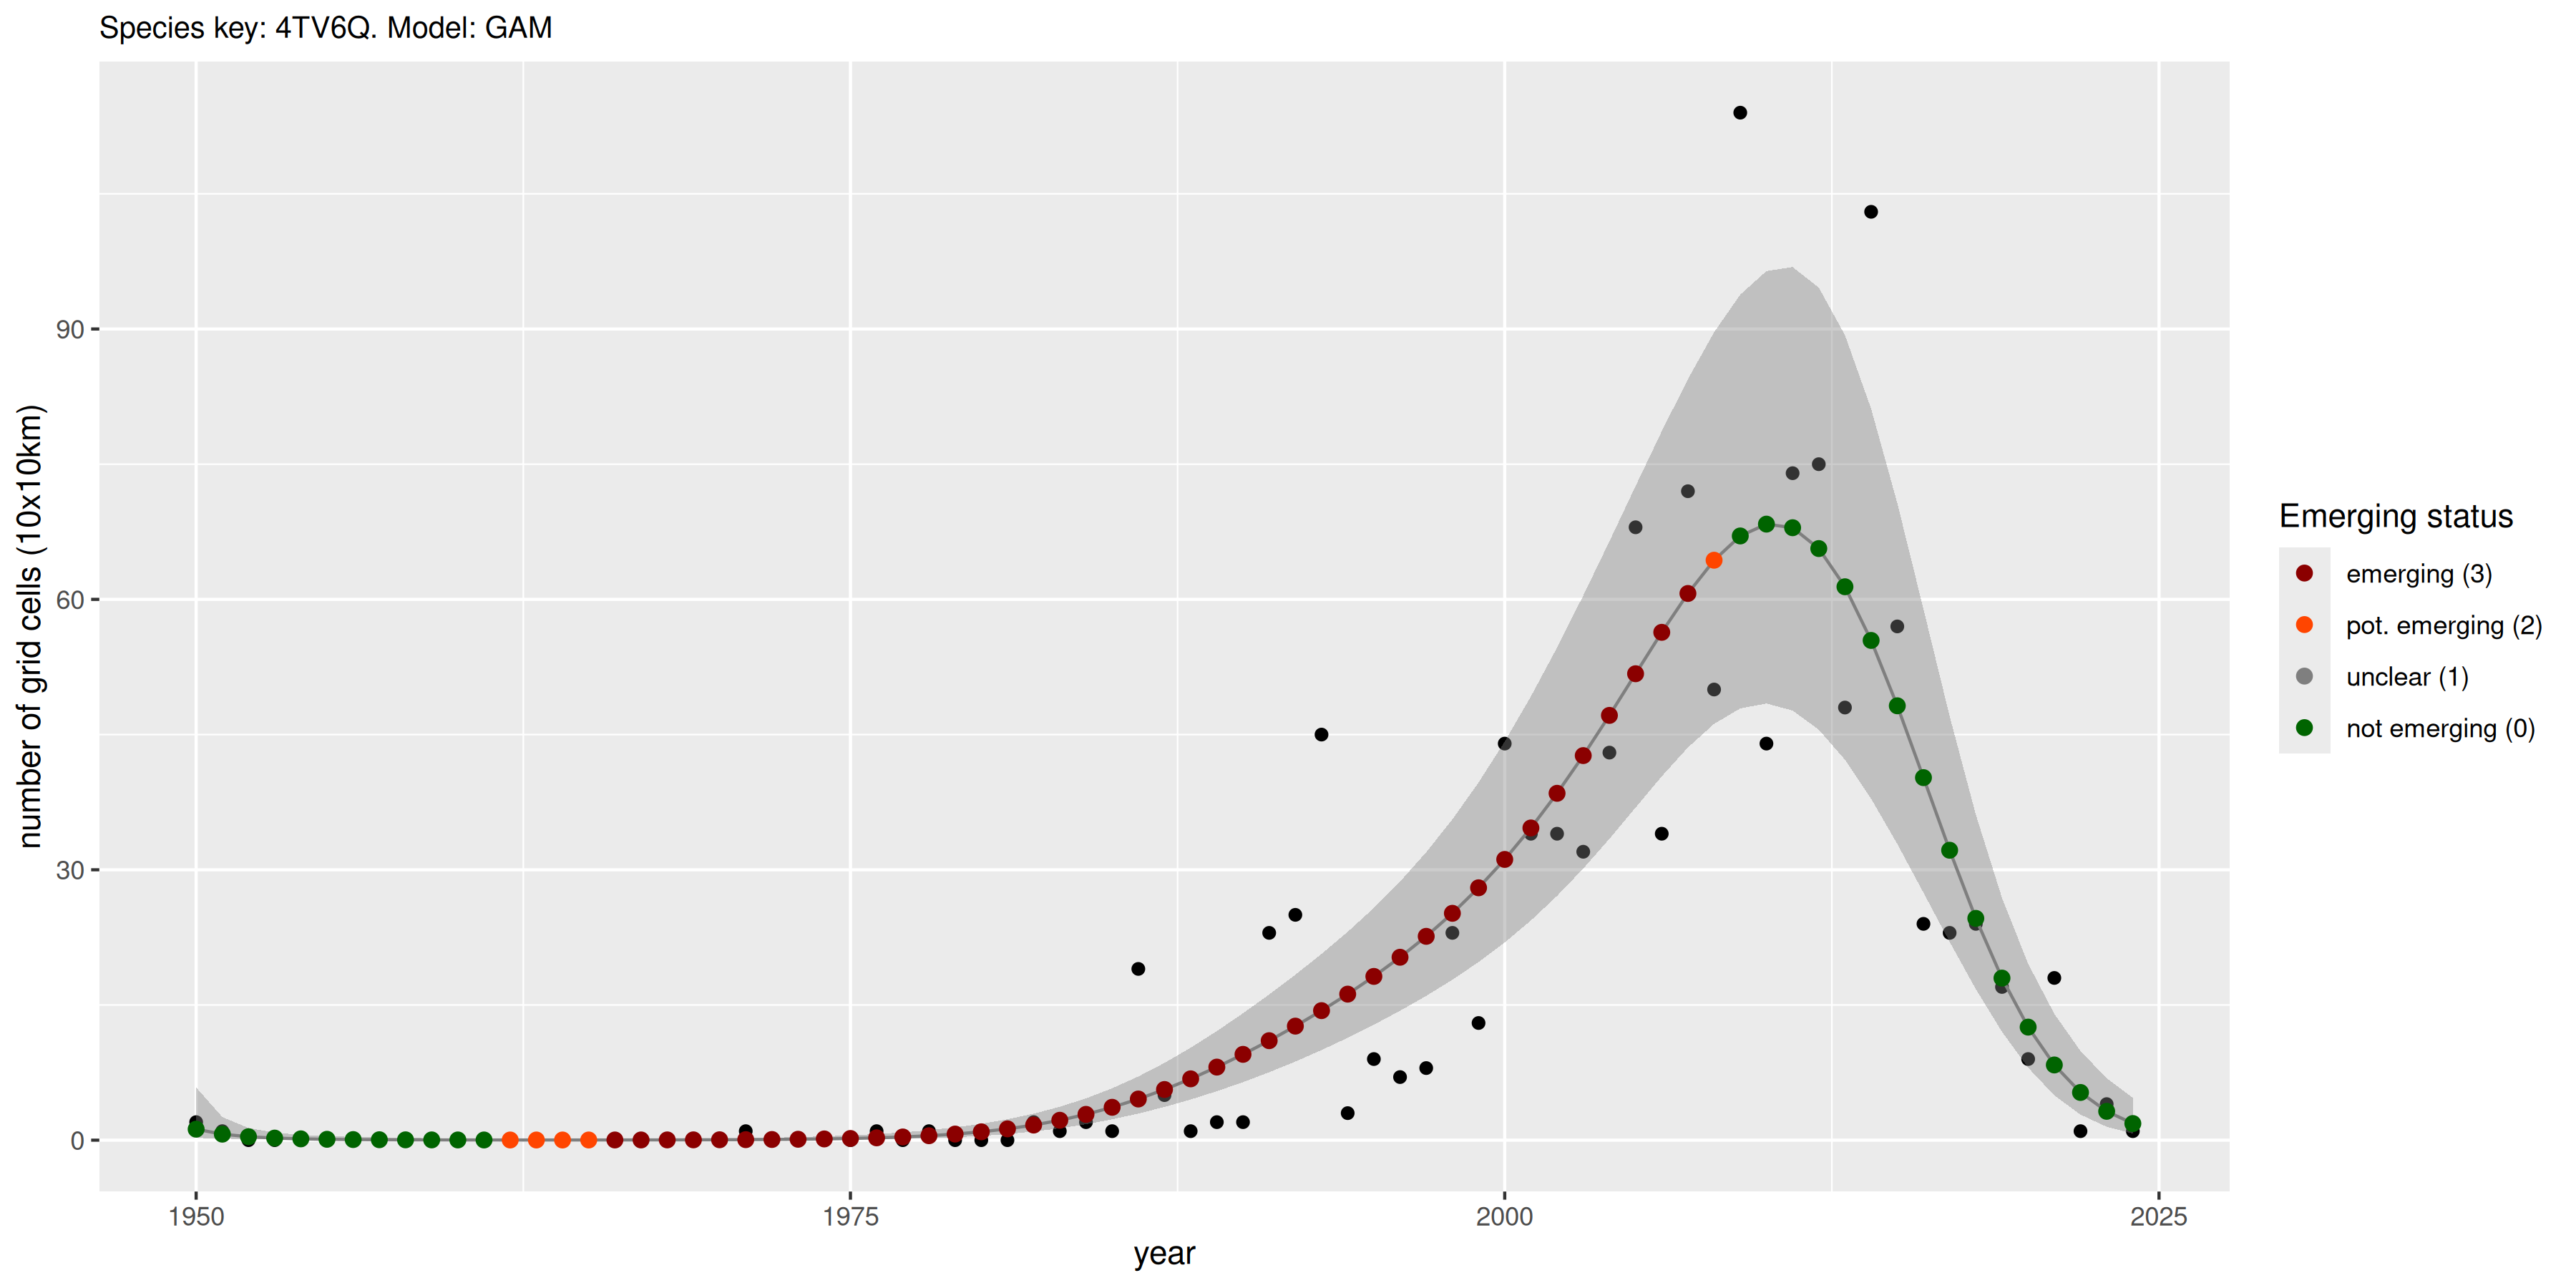 Species key: 4TV6Q. Model: GAM
number of grid cells (10x10km)
90
60
30
0
1950
1975
2000
2025
year
Emerging status
emerging (3)
pot. emerging (2)
unclear (1)
not emerging (0)